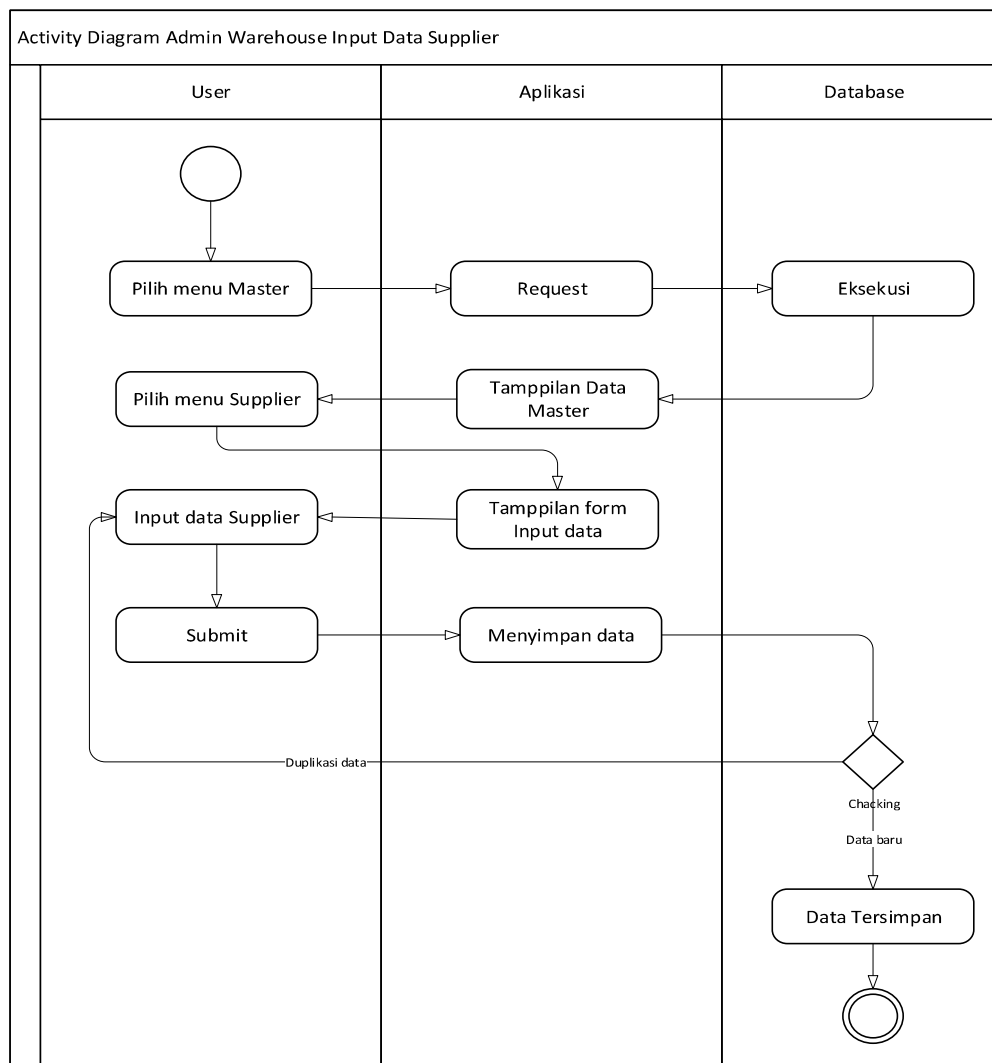 Activity Diagram Admin Warehouse Input Data Supplier
User
Aplikasi
Database
Pilih menu Master
Request
Eksekusi
Pilih menu Supplier
Tamppilan Data
Master
Input data Supplier
Tamppilan form
Input data
Submit
Menyimpan data
Duplikasi data
Chacking
Data baru
Data Tersimpan